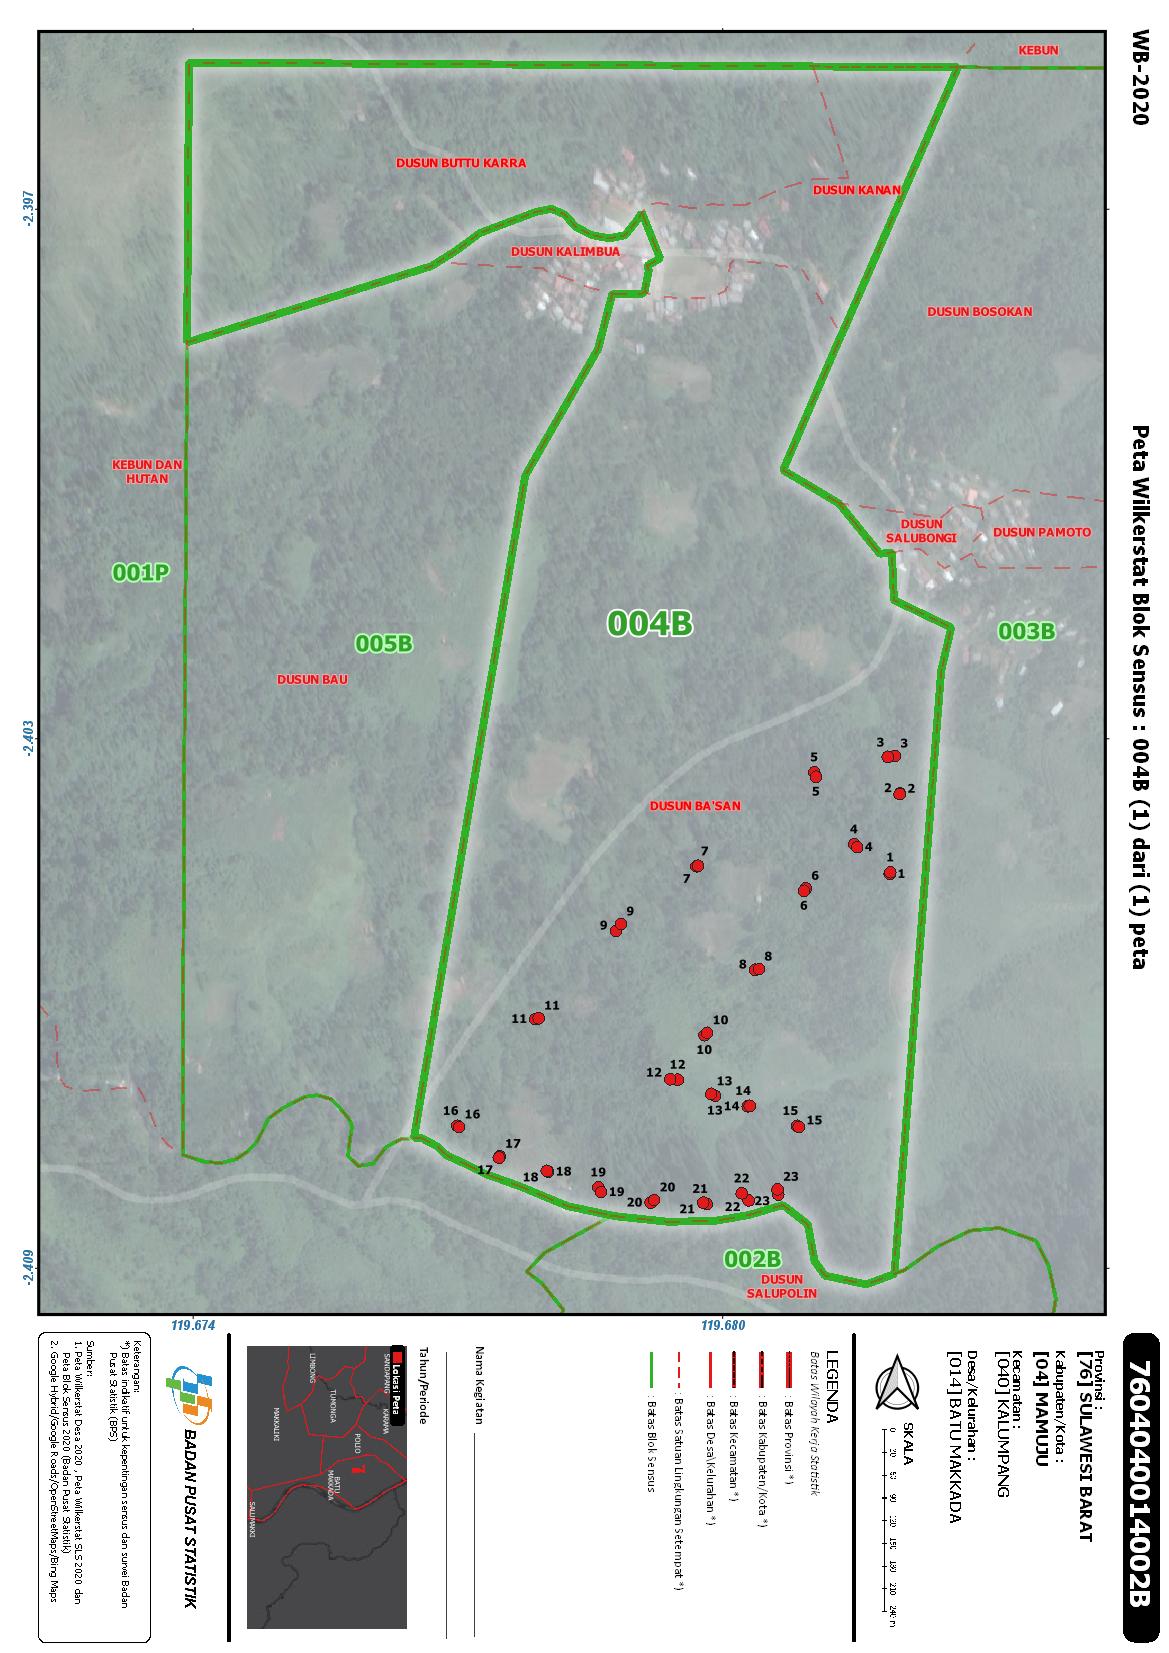 WB-2020
Peta Wilkerstat Blok Sensus : 004B (1) dari (1) peta
KEBUN
DUSUN BUTTU KARRA
DUSUN KANAN
DUSUN KALIMBUA
DUSUN BOSOKAN
KEBUN DAN
HUTAN
DUSUN
SALUBONGI
DUSUN PAMOTO
001P
005B
004B
003B
DUSUN BAU
DUSUN BA'SAN
3 3
5
5
2 2
4
4
1
1
7
7
6
6
9
9
8
8
11
11
10
10
12
12
13
13
14
14
15
15
16
16
17
17
18
18
19
19
20
20
21
21
22
22
23
23
002B
DUSUN
SALUPOLIN
-2.397
-2.403
-2.409
119.674
119.680
7604040014002B
Provinsi :
[76] SULAWESI BARAT
Kabupaten/Kota :
[04] MAMUJU
Kecamatan :
[040] KALUMPANG
Desa/Kelurahan :
[014] BATU MAKKADA
SKALA
0 30 60 90 120 150 180 210 240 m
LEGENDA
Batas Wilayah Kerja Statistik
: Batas Provinsi *)
: Batas Kabupaten/Kota *)
: Batas Kecamatan *)
: Batas Desa\Kelurahan *)
: Batas Satuan Lingkungan Setempat *)
: Batas Blok Sensus
Nama Kegiatan
Tahun/Periode
Lokasi Peta
SANDAPANG
KARAMA
LIMBONG
TUMONGA
POLIO
MAKKALIKI
BATU
MAKKADA
SALUMAKKI
BADAN PUSAT STATISTIK
Keterangan:
*) Batas indikatif untuk kepentingan sensus dan survei Badan
Pusat Statistik (BPS)
Sumber:
1. Peta Wilkerstat Desa 2020 , Peta Wilkerstat SLS 2020 dan
Peta Blok Sensus 2020 (Badan Pusat Statistik)
2. Google Hybrid/Google Roads/OpenStreetMaps/Bing Maps